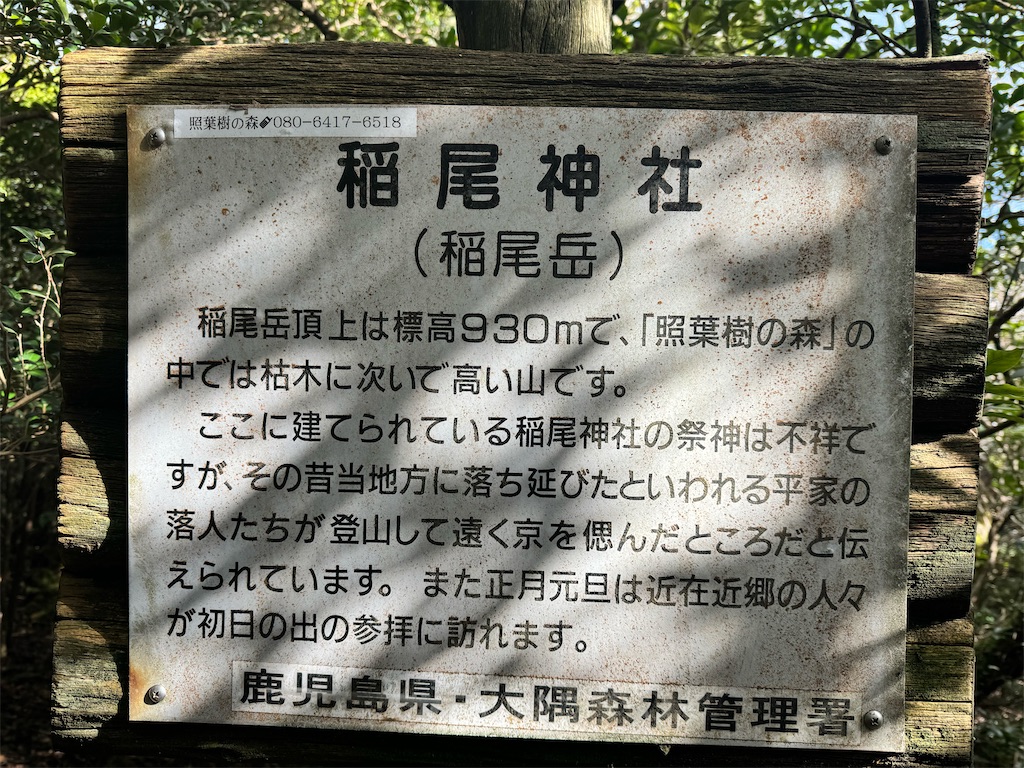 照葉樹の森 080-6417-6518
稲尾神社
（稲尾岳）
稲尾岳頂上は標高930mで、「照葉樹の森」の
中では枯木に次いで高い山です。
ここに建てられている稲尾神社の祭神は不祥で
すが、その昔当地方に落ち延びたといわれる平家の
落人たちが登山して遠く京を偲んだところだと伝
えられています。 また正月元旦は近在近郷の人々
が初日の出の参拝に訪れます。
鹿児島県・大隅森林管理署